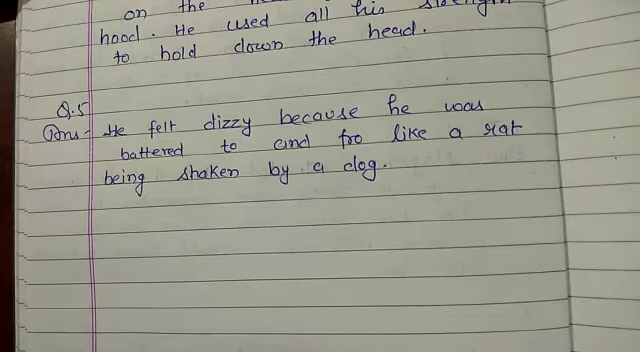 on the
hood. He used all his strength
to hold down the head.
Q.5
Ans- He felt dizzy because he was
battered to and fro like a rat
being shaken by a dog.